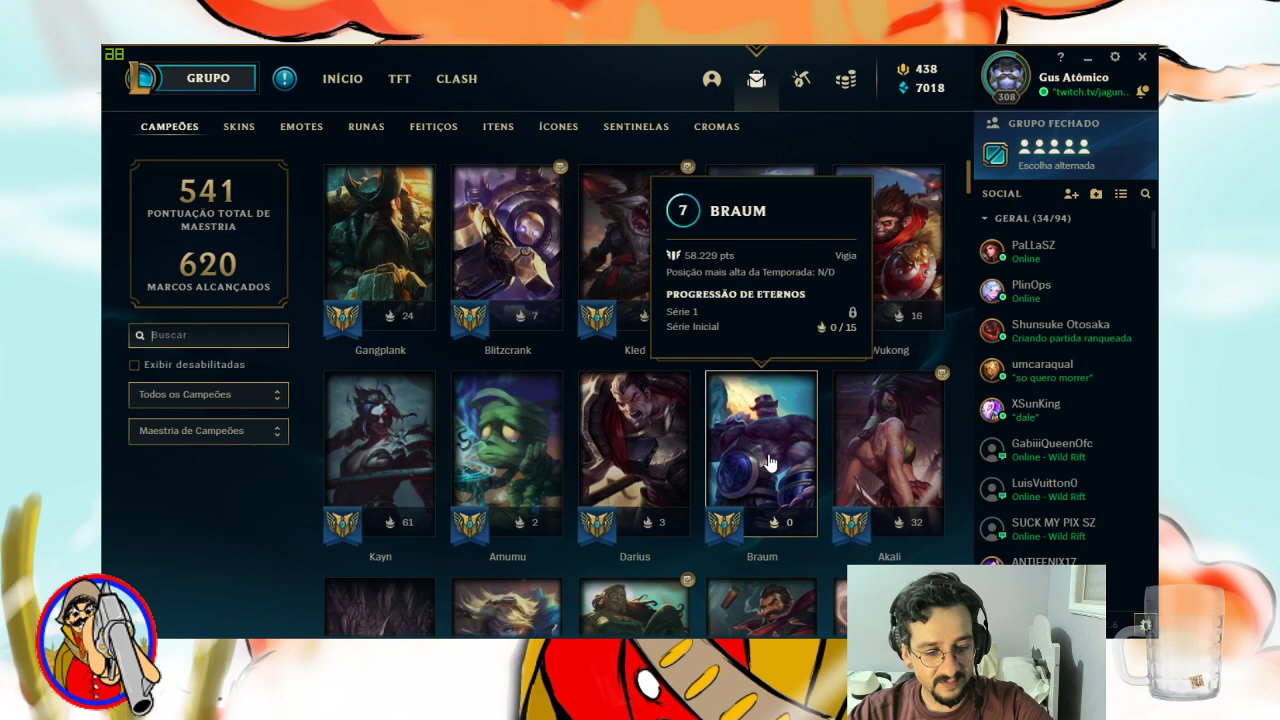 28
GRUPO
INÍCIO
TFT
CLASH
438
7018
?
308
Gus Atômico
"twitch.tv/jagun...
CAMPEÕES
SKINS
EMOTES
RUNAS
FEITIÇOS
ITENS
ÍCONES
SENTINELAS
CROMAS
GRUPO FECHADO
Escolha alternada
541
PONTUAÇÃO TOTAL DE
MAESTRIA
620
MARCOS ALCANÇADOS
Buscar
Exibir desabilitadas
Todos os Campeões
Maestria de Campeões
24
Gangplank
7
Blitzcrank
Kled
16
Wukong
7
BRAUM
58.229 pts
Vigia
Posição mais alta da Temporada: N/D
PROGRESSÃO DE ETERNOS
Série 1
Série Inicial
0 / 15
61
Kayn
2
Amumu
3
Darius
0
Braum
32
Akali
SOCIAL
GERAL (34/94)
PaLLaSZ
Online
PlinOps
Online
Shunsuke Otosaka
Criando partida ranqueada
umcaraqual
"so quero morrer"
XSunKing
"dale"
GabiiiQueenOfc
Online - Wild Rift
LuisVuitton0
Online - Wild Rift
SUCK MY PIX SZ
Online - Wild Rift
ANTIFENIX17